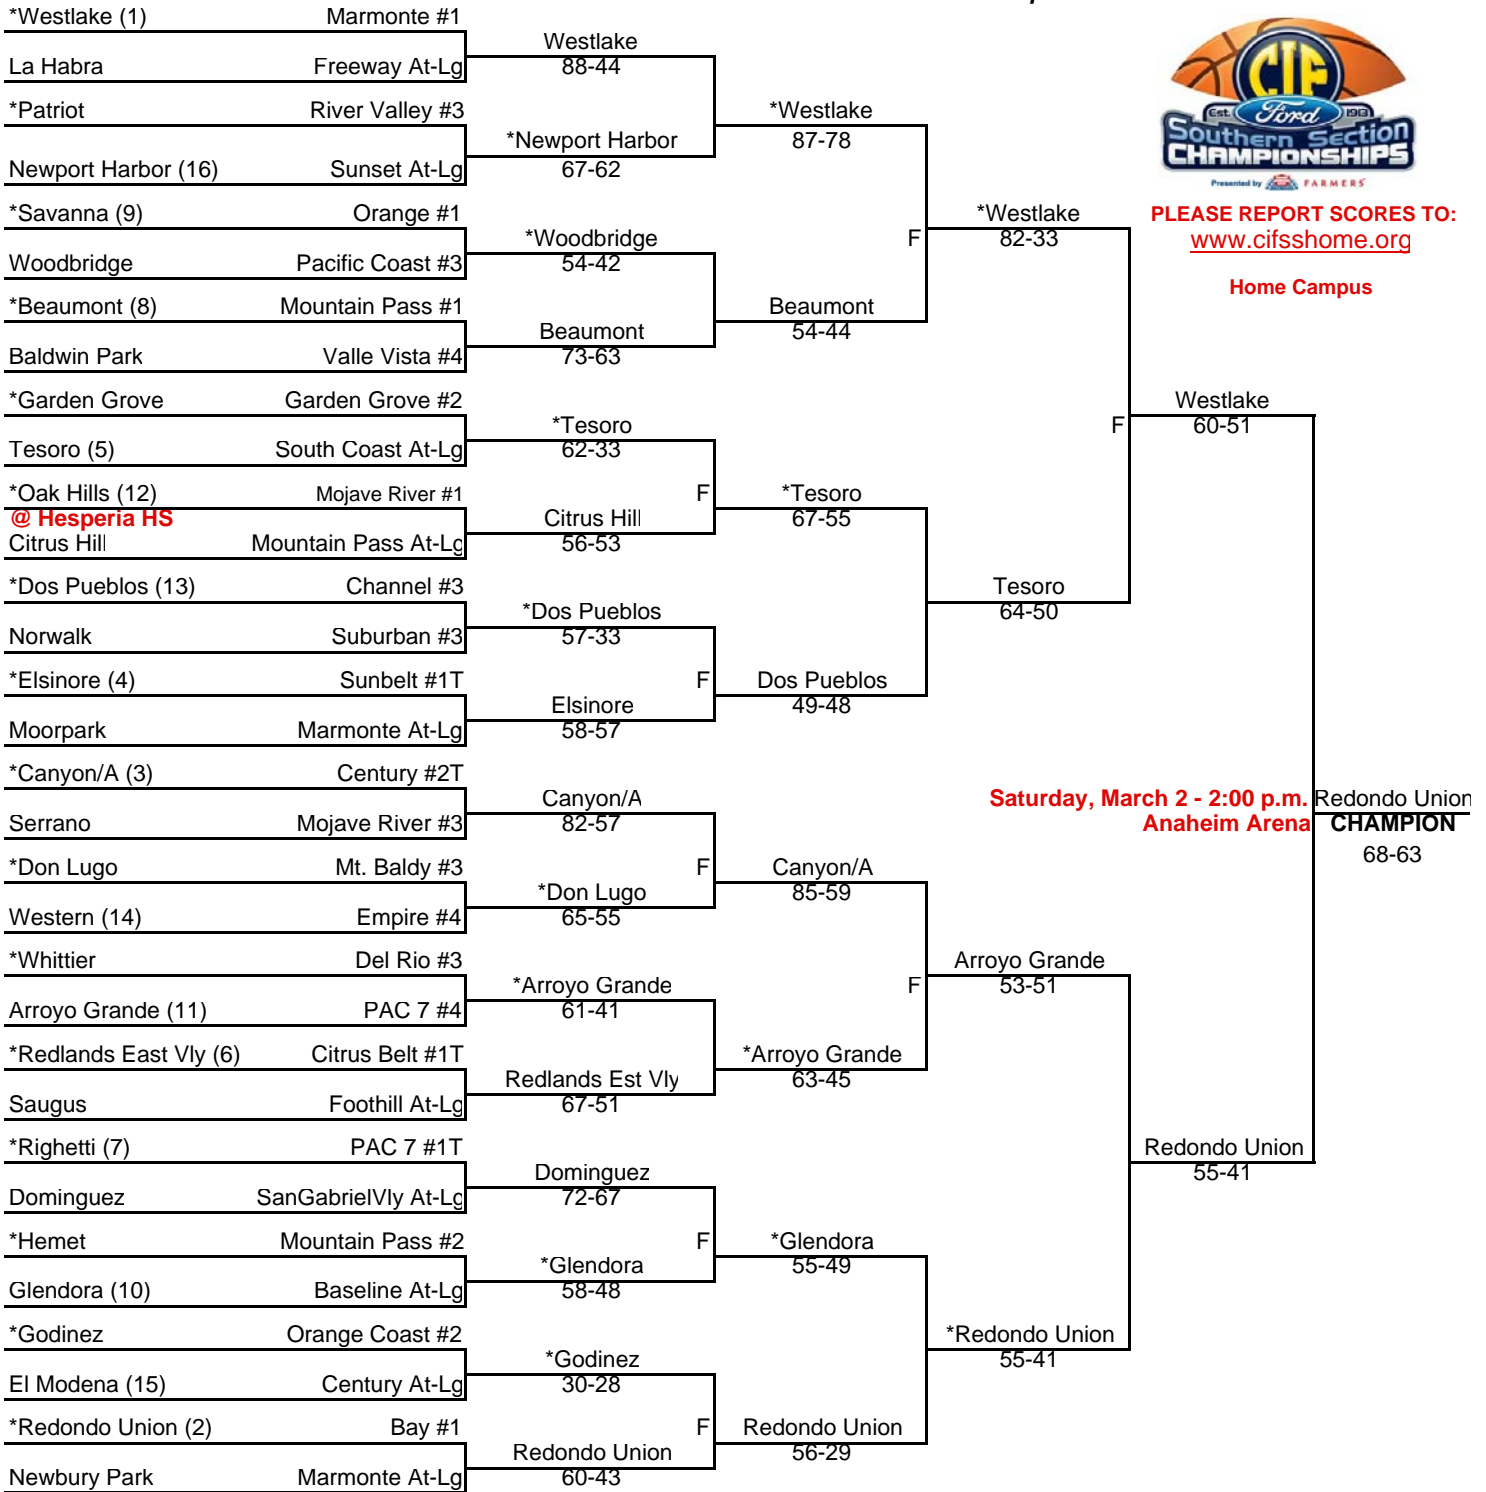 *Westlake (1) Marmonte #1
Westlake
La Habra Freeway At-Lg
88-44
*Patriot River Valley #3
*Westlake
*Newport Harbor
87-78
Newport Harbor (16) Sunset At-Lg
67-62
*Savanna (9) Orange #1
*Westlake
*Woodbridge
F
82-33
Woodbridge Pacific Coast #3
54-42
*Beaumont (8) Mountain Pass #1
Beaumont
Beaumont
54-44
Baldwin Park Valle Vista #4
73-63
*Garden Grove Garden Grove #2
Westlake
*Tesoro
F
60-51
Tesoro (5) South Coast At-Lg
62-33
*Oak Hills (12) Mojave River #1
F
*Tesoro
@ Hesperia HS
Citrus Hill
67-55
Citrus Hill Mountain Pass At-Lg
56-53
*Dos Pueblos (13) Channel #3
Tesoro
*Dos Pueblos
64-50
Norwalk Suburban #3
57-33
*Elsinore (4) Sunbelt #1T
F
Dos Pueblos
Elsinore
49-48
Moorpark Marmonte At-Lg
58-57
*Canyon/A (3) Century #2T
Canyon/A
Serrano Mojave River #3
82-57
*Don Lugo Mt. Baldy #3
F
Canyon/A
*Don Lugo
85-59
Western (14) Empire #4
65-55
*Whittier Del Rio #3
Arroyo Grande
*Arroyo Grande
F
53-51
Arroyo Grande (11) PAC 7 #4
61-41
*Redlands East Vly (6) Citrus Belt #1T
*Arroyo Grande
Redlands Est Vly
63-45
Saugus Foothill At-Lg
67-51
*Righetti (7) PAC 7 #1T
Redondo Union
Dominguez
55-41
Dominguez SanGabrielVly At-Lg
72-67
*Hemet Mountain Pass #2
F
*Glendora
*Glendora
55-49
Glendora (10) Baseline At-Lg
58-48
*Godinez Orange Coast #2
*Redondo Union
*Godinez
55-41
El Modena (15) Century At-Lg
30-28
*Redondo Union (2) Bay #1
F
Redondo Union
Redondo Union
56-29
Newbury Park Marmonte At-Lg
60-43
Saturday, March 2 - 2:00 p.m. Redondo Union
Anaheim Arena CHAMPION
68-63
CIF
Est. Ford 1913
Southern Section
CHAMPIONSHIPS
Presented by FARMERS
PLEASE REPORT SCORES TO:
www.cifsshome.org
Home Campus